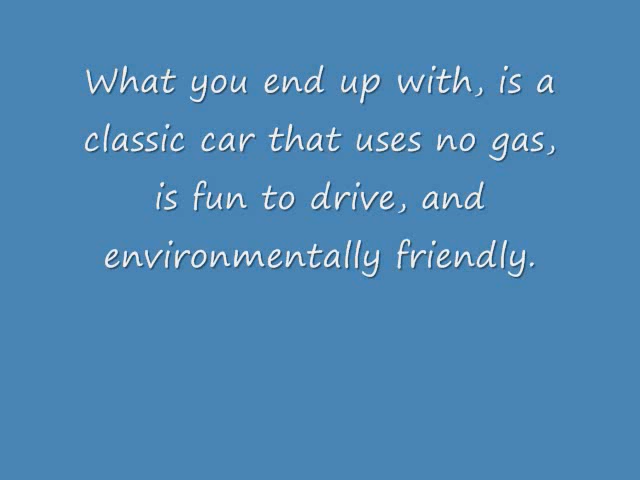 What you end up with, is a
classic car that uses no gas,
is fun to drive, and
environmentally friendly.